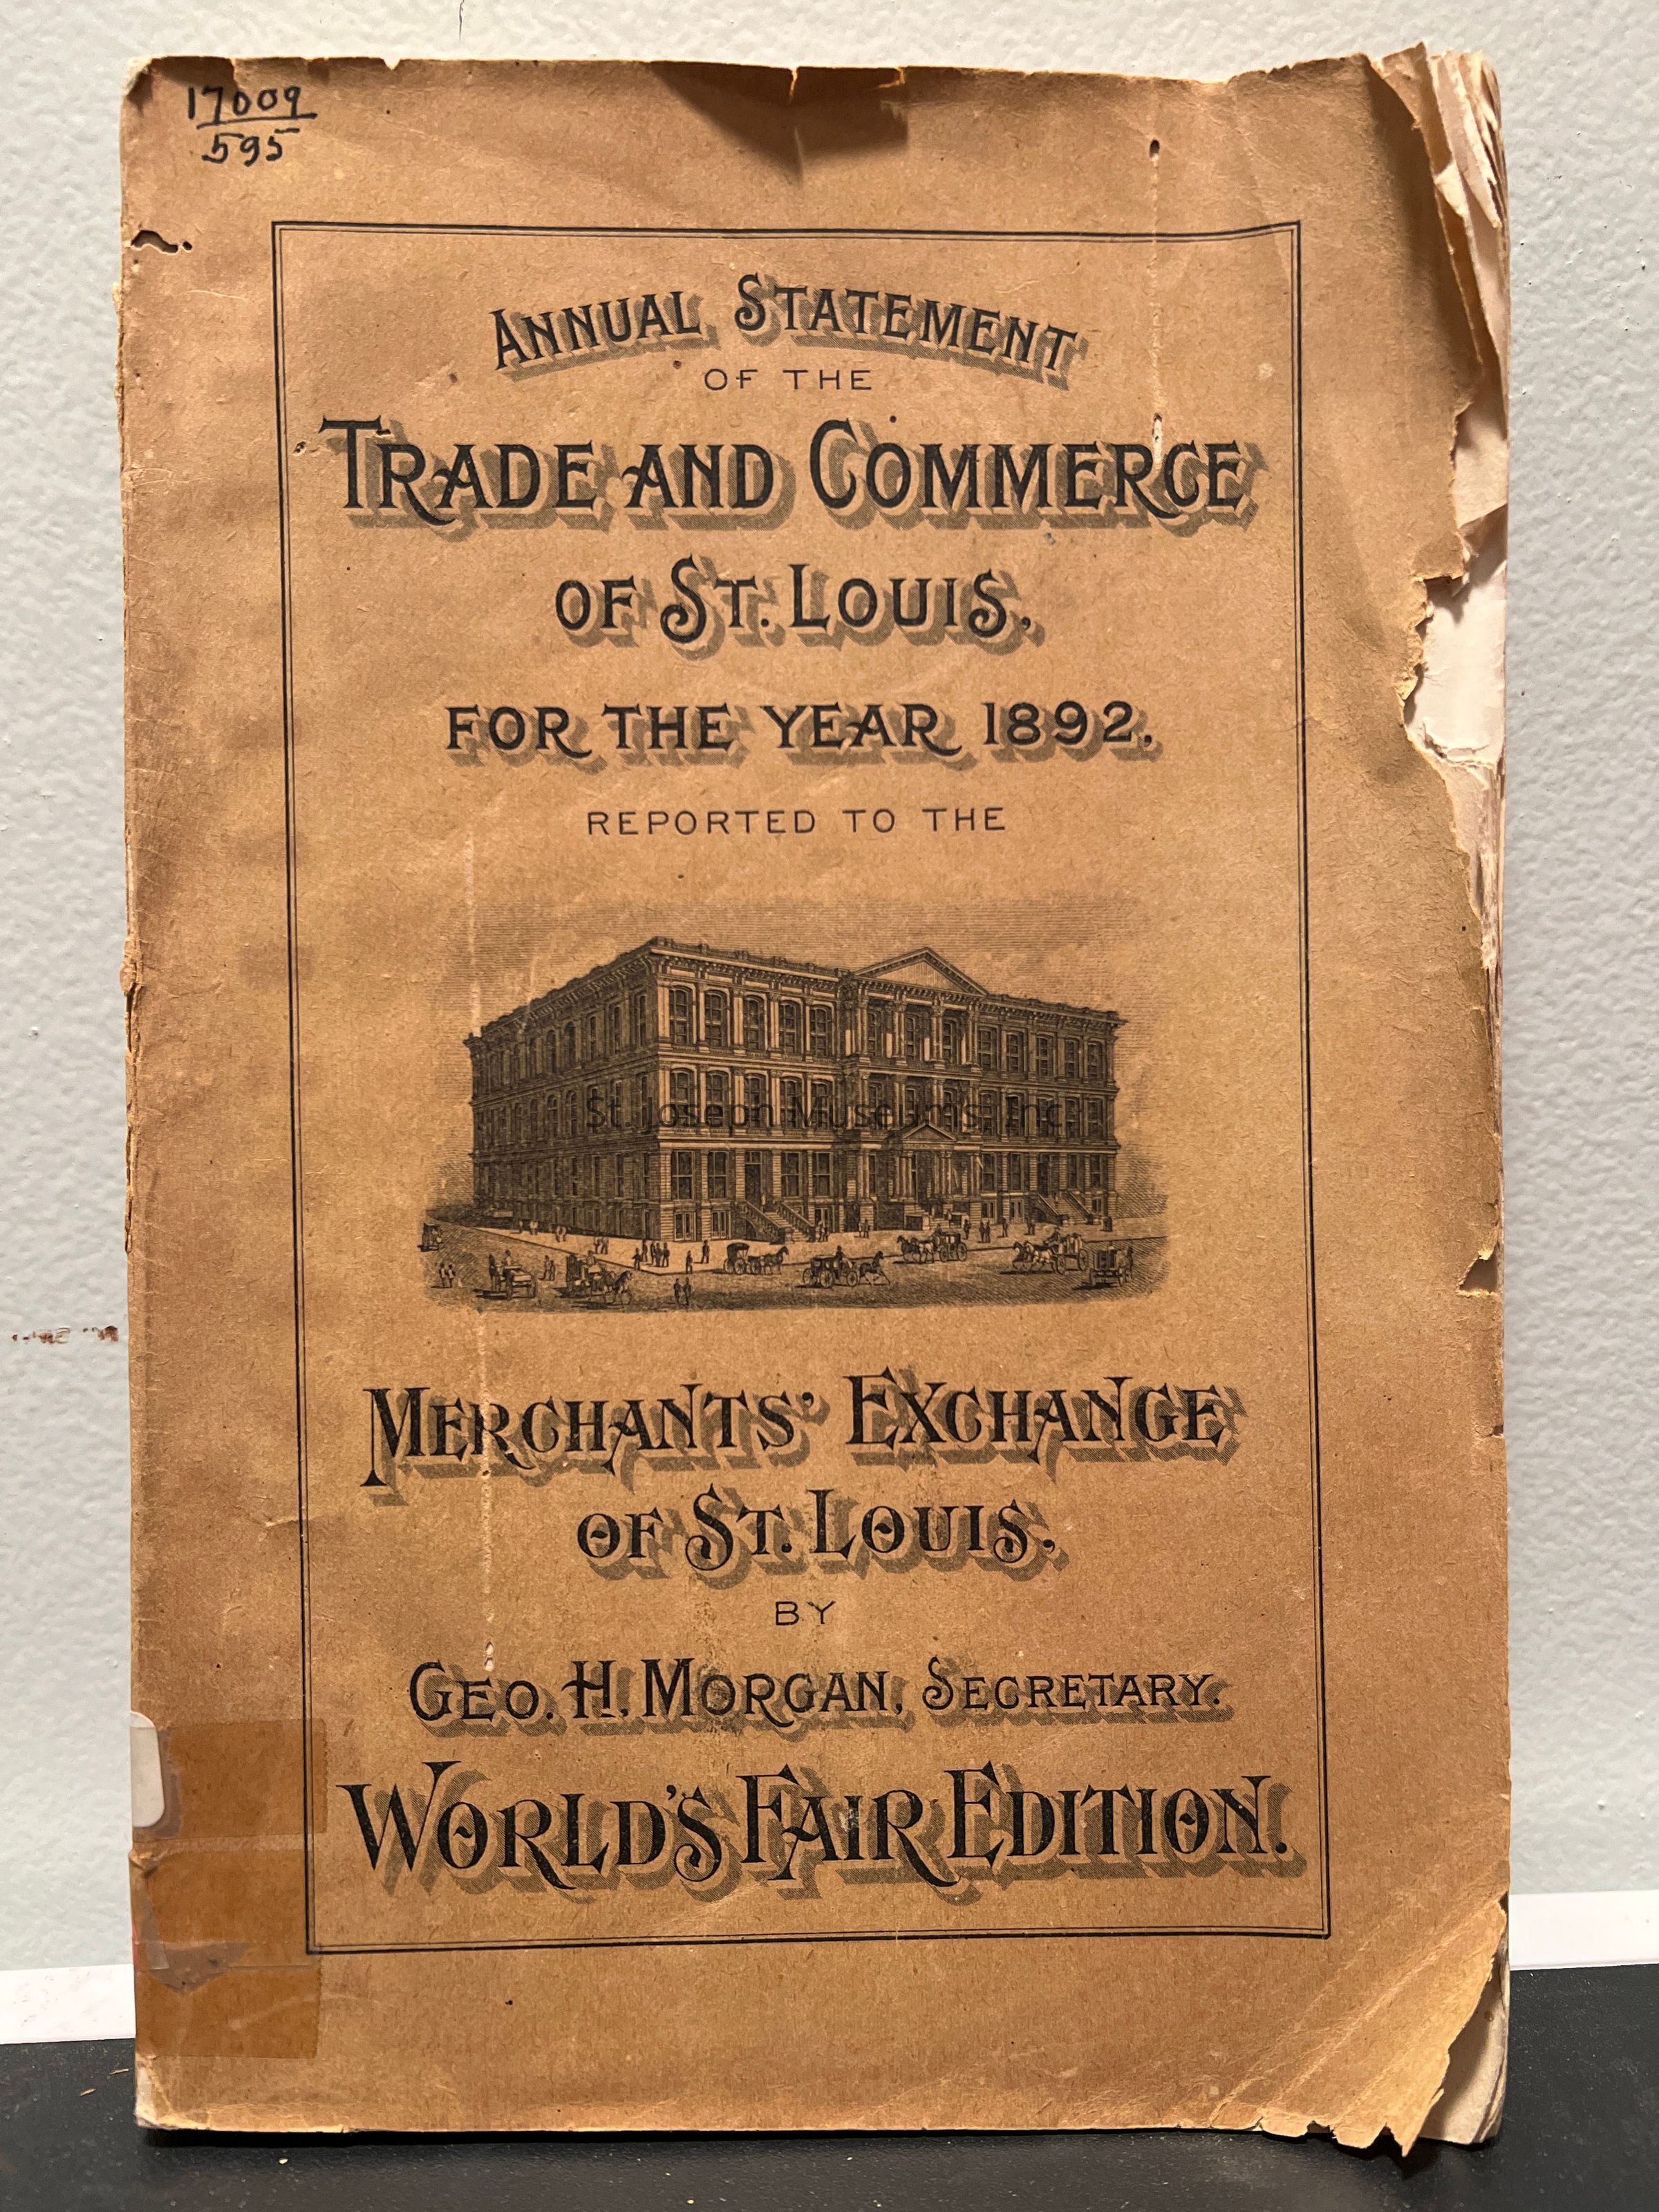 17009
595
ANNUAL STATEMENT
OF THE
TRADE AND COMMERCE
OF ST. LOUIS.
FOR THE YEAR 1892.
REPORTED TO THE
St. Joseph Museums, Inc.
MERCHANTS' EXCHANGE
OF ST. LOUIS.
BY
GEO. H. MORGAN, SECRETARY.
WORLD'S FAIR EDITION.